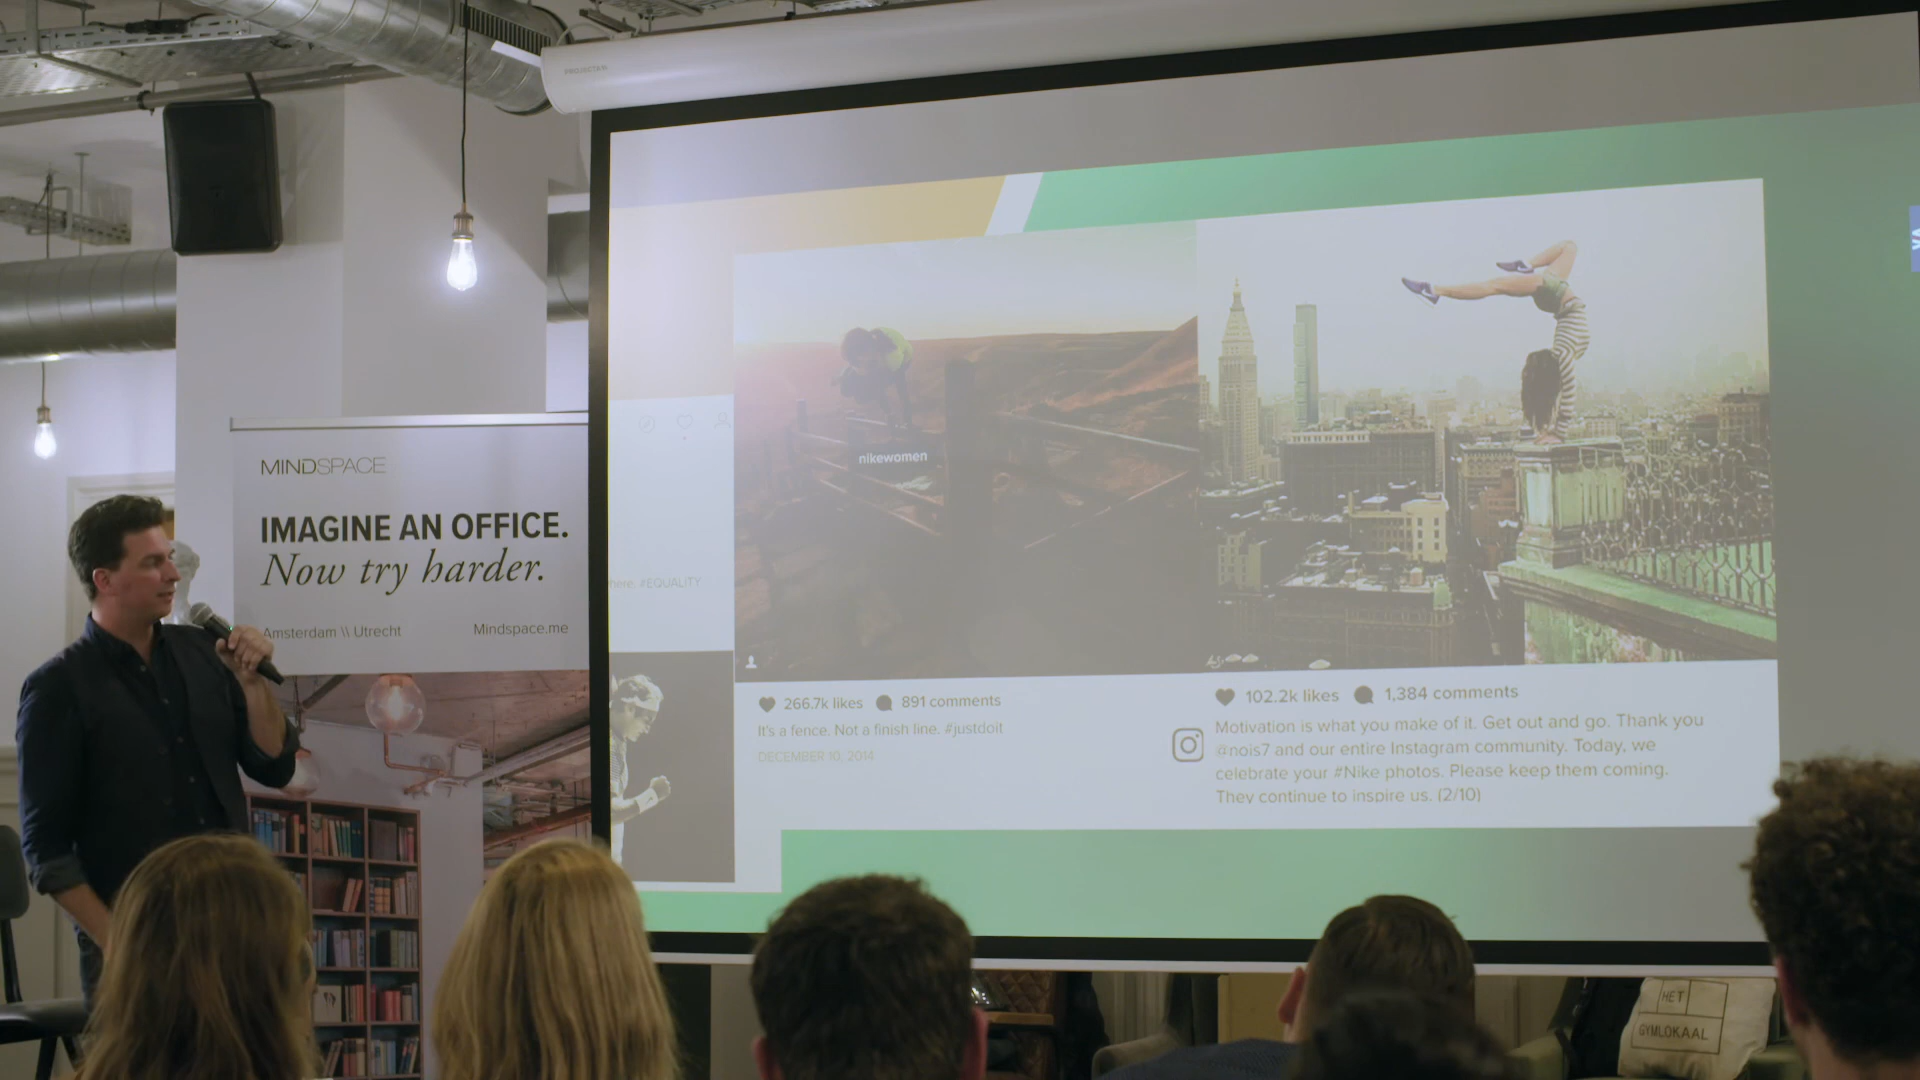 PROJECTA
MINDSPACE
IMAGINE AN OFFICE.
Now try harder.
Amsterdam \\ Utrecht
Mindspace.me
here. #EQUALITY
nikewomen
266.7k likes 891 comments
It's a fence. Not a finish line. #justdoit
DECEMBER 10, 2014
102.2k likes 1,384 comments
Motivation is what you make of it. Get out and go. Thank you
@nois7 and our entire Instagram community. Today, we
celebrate your #Nike photos. Please keep them coming.
They continue to inspire us. (2/10)
HET
GYMLOKAAL